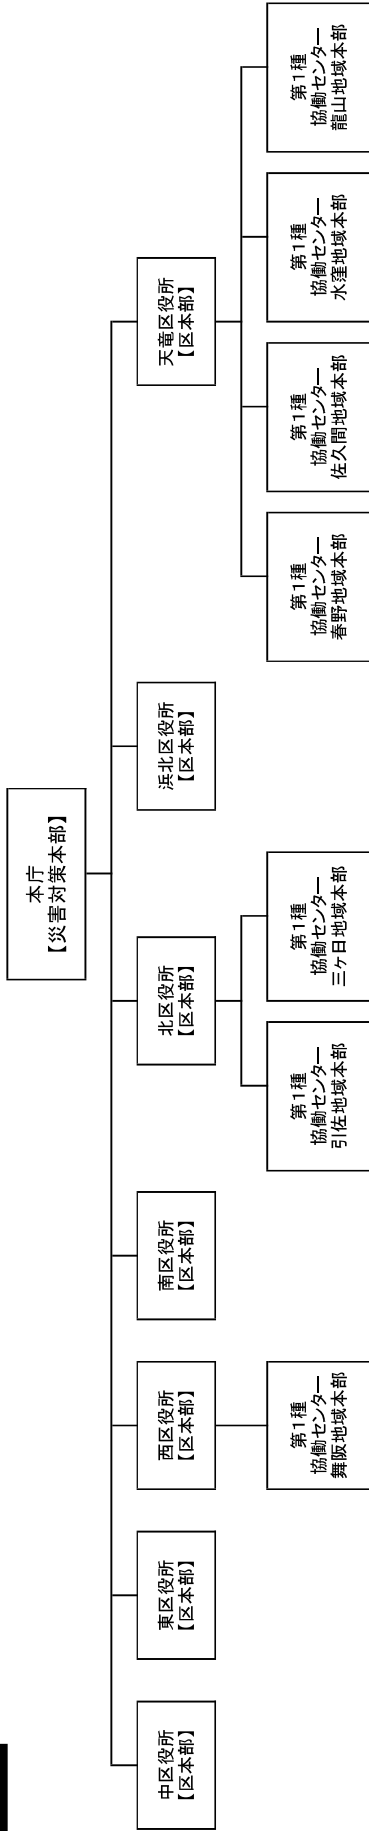 本庁
【災害対策本部】
中区役所
【区本部】
東区役所
【区本部】
西区役所
【区本部】
南区役所
【区本部】
北区役所
【区本部】
浜北区役所
【区本部】
天竜区役所
【区本部】
第1種
協働センター
舞阪地域本部
第1種
協働センター
引佐地域本部
第1種
協働センター
三ヶ日地域本部
第1種
協働センター
春野地域本部
第1種
協働センター
佐久間地域本部
第1種
協働センター
水窪地域本部
第1種
協働センター
龍山地域本部